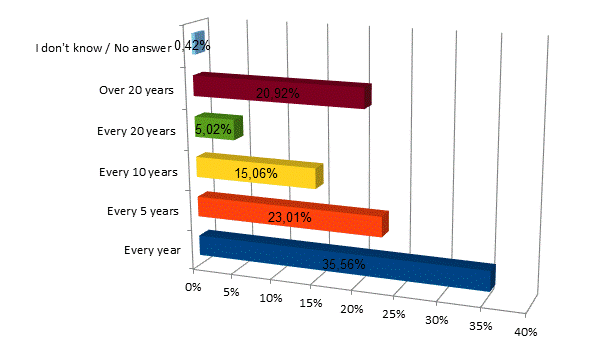 I don't know / No answer 0,42%
Over 20 years 20,92%
Every 20 years 5,02%
Every 10 years 15,06%
Every 5 years 23,01%
Every year 35,56%
0% 5% 10% 15% 20% 25% 30% 35% 40%